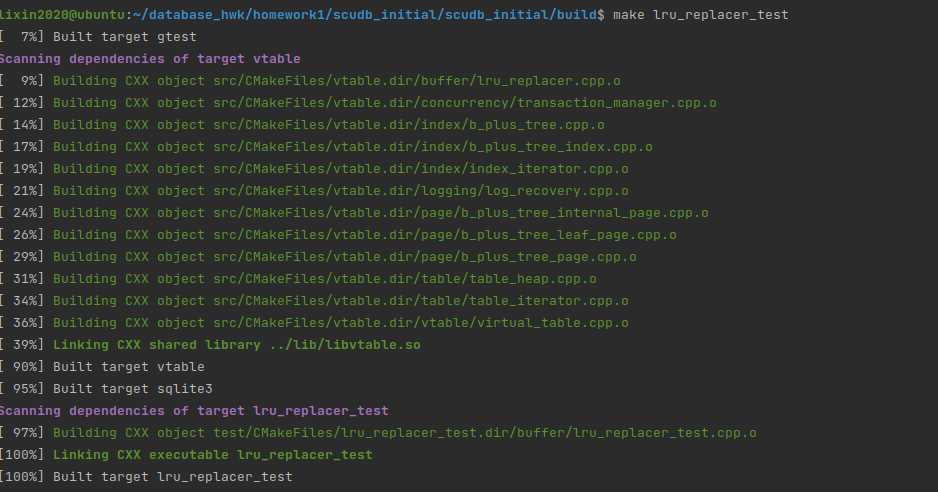 lixin2020@ubuntu:~/database_hwk/homework1/scudb_initial/scudb_initial/build$ make lru_replacer_test
[  7%] Built target gtest
Scanning dependencies of target vtable
[  9%] Building CXX object src/CMakeFiles/vtable.dir/buffer/lru_replacer.cpp.o
[ 12%] Building CXX object src/CMakeFiles/vtable.dir/concurrency/transaction_manager.cpp.o
[ 14%] Building CXX object src/CMakeFiles/vtable.dir/index/b_plus_tree.cpp.o
[ 17%] Building CXX object src/CMakeFiles/vtable.dir/index/b_plus_tree_index.cpp.o
[ 19%] Building CXX object src/CMakeFiles/vtable.dir/index/index_iterator.cpp.o
[ 21%] Building CXX object src/CMakeFiles/vtable.dir/logging/log_recovery.cpp.o
[ 24%] Building CXX object src/CMakeFiles/vtable.dir/page/b_plus_tree_internal_page.cpp.o
[ 26%] Building CXX object src/CMakeFiles/vtable.dir/page/b_plus_tree_leaf_page.cpp.o
[ 29%] Building CXX object src/CMakeFiles/vtable.dir/page/b_plus_tree_page.cpp.o
[ 31%] Building CXX object src/CMakeFiles/vtable.dir/table/table_heap.cpp.o
[ 34%] Building CXX object src/CMakeFiles/vtable.dir/table/table_iterator.cpp.o
[ 36%] Building CXX object src/CMakeFiles/vtable.dir/vtable/virtual_table.cpp.o
[ 39%] Linking CXX shared library ../lib/libvtable.so
[ 90%] Built target vtable
[ 95%] Built target sqlite3
Scanning dependencies of target lru_replacer_test
[ 97%] Building CXX object test/CMakeFiles/lru_replacer_test.dir/buffer/lru_replacer_test.cpp.o
[100%] Linking CXX executable lru_replacer_test
[100%] Built target lru_replacer_test